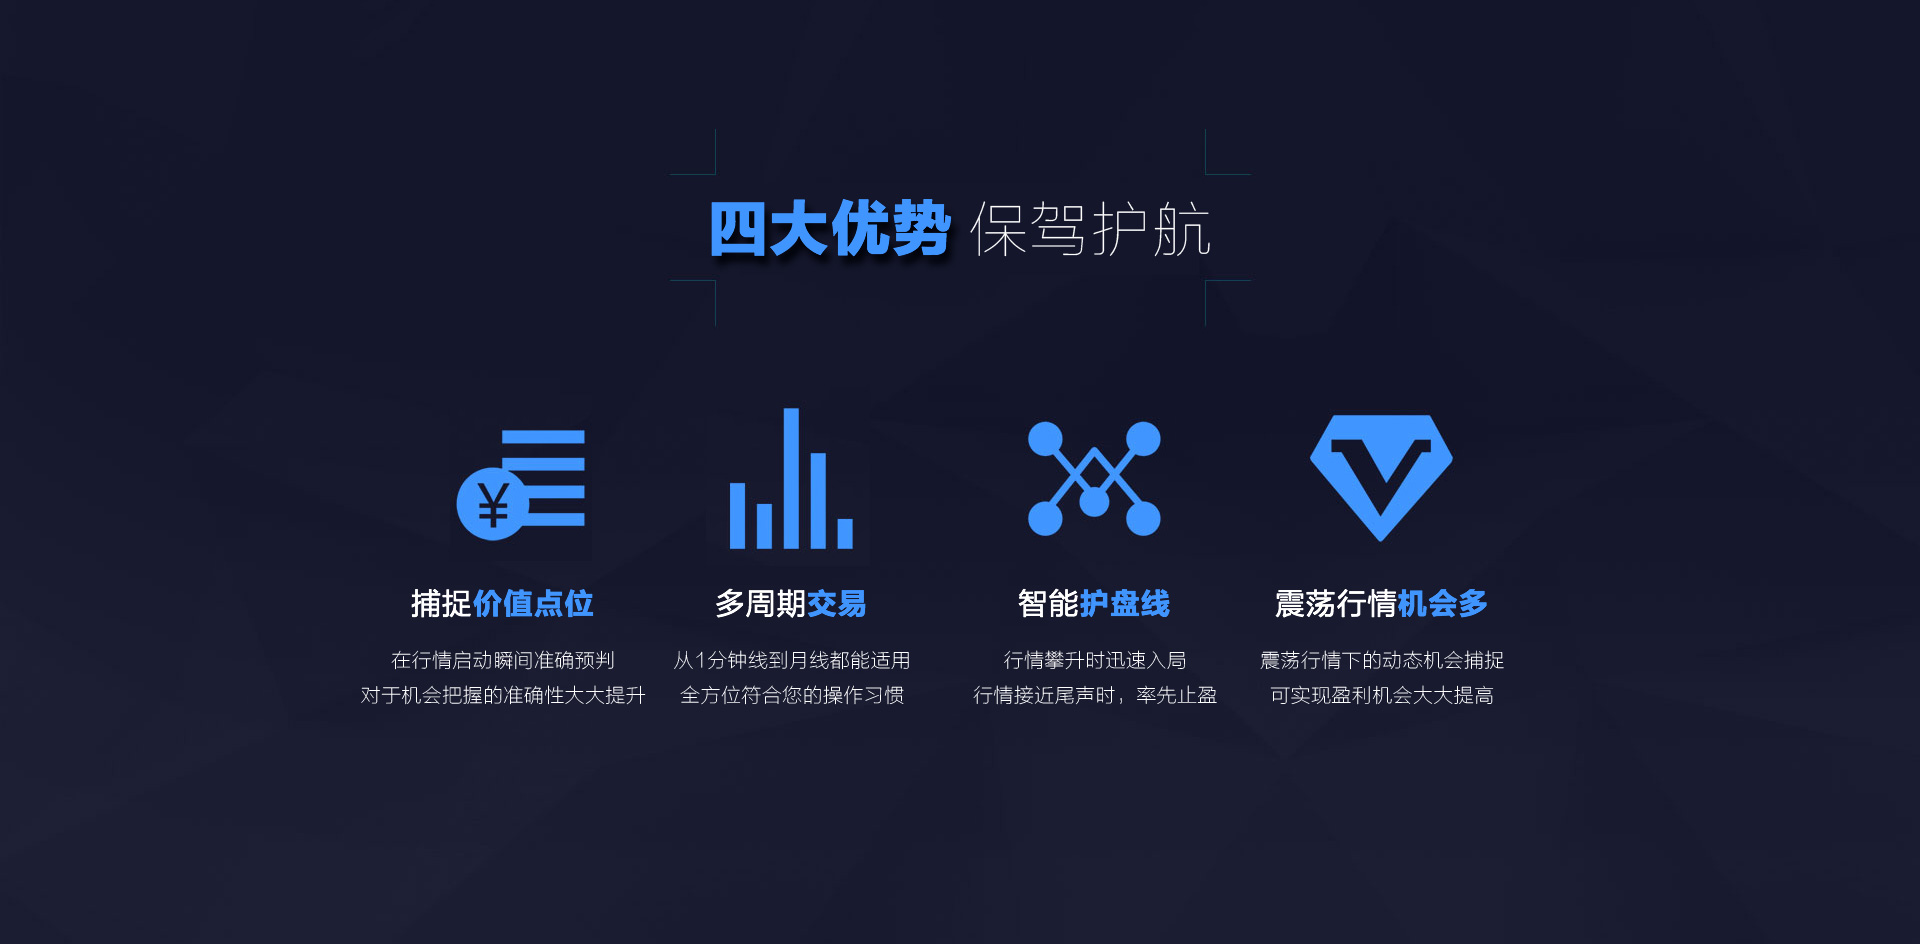 四大优势 保驾护航
¥
捕捉价值点位
在行情启动瞬间准确预判
对于机会把握的准确性大大提升
多周期交易
从1分钟线到月线都能适用
全方位符合您的操作习惯
智能护盘线
行情攀升时迅速入局
行情接近尾声时，率先止盈
震荡行情机会多
震荡行情下的动态机会捕捉
可实现盈利机会大大提高